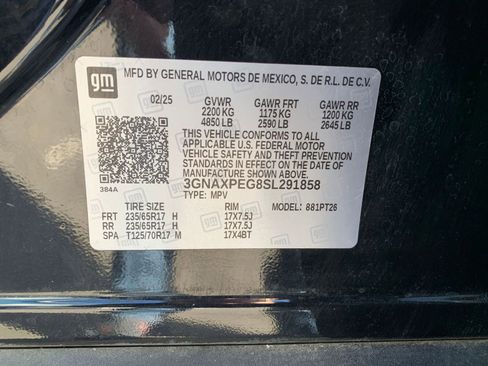 gm
MFD BY GENERAL MOTORS DE MEXICO, S. DE R.L. DE C.V.
02/25 GVWR GAWR FRT GAWR RR
2200 KG 1175 KG 1200 KG
4850 LB 2590 LB 2645 LB
THIS VEHICLE CONFORMS TO ALL
APPLICABLE U.S. FEDERAL MOTOR
VEHICLE SAFETY AND THEFT PREVENTION
STANDARDS IN EFFECT ON THE DATE OF
MANUFACTURE SHOWN ABOVE.
3GNAXPEG8SL291858
384A TYPE: MPV MODEL: 881PT26
TIRE SIZE RIM
FRT 235/65R17 H 17X7.5J
RR 235/65R17 H 17X7.5J
SPA T125/70R17 M 17X4BT